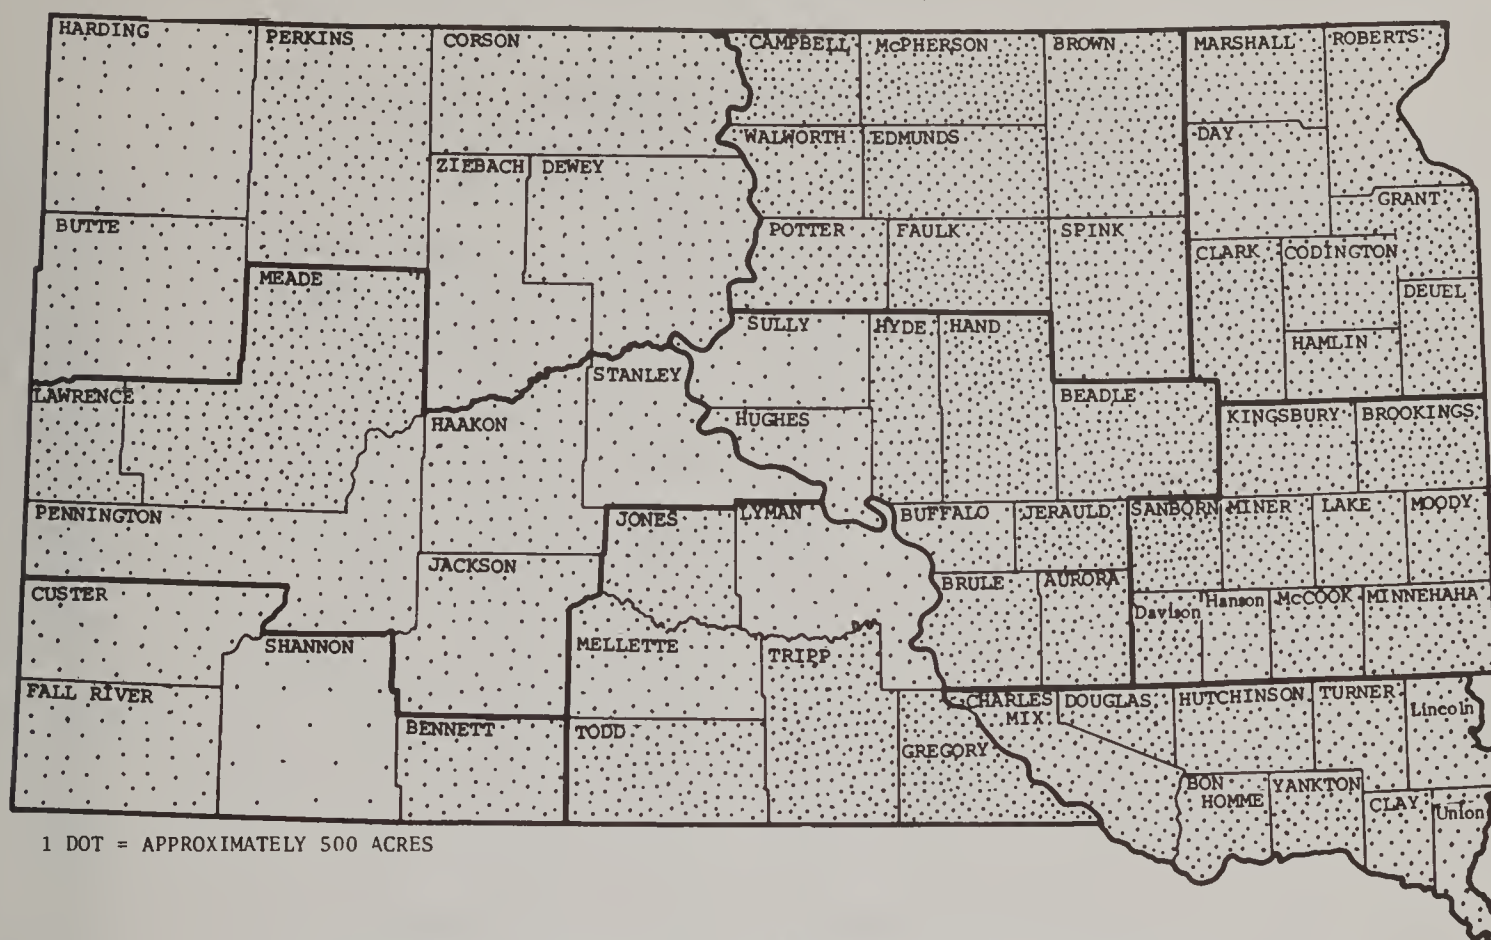 HARDING
PERKINS
CORSON
CAMPBELL
McPHERSON
BROWN
MARSHALL
ROBERTS
WALWORTH
EDMUNDS
DAY
ZIEBACH
DEWEY
GRANT
BUTTE
POTTER
FAULK
SPINK
CLARK
CODINGTON
MEADE
DEUEL
SULLY
HYDE
HAND
HAMLIN
STANLEY
LAWRENCE
BEADLE
HAAKON
HUGHES
KINGSBURY
BROOKINGS
PENNINGTON
JONES
LYMAN
BUFFALO
JERAULD
SANBORN
MINER
LAKE
MOODY
JACKSON
CUSTER
BRULE
AURORA
Davison
Hanson
McCOOK
MINNEHAHA
SHANNON
MELLETTE
TRIPP
FALL RIVER
CHARLES
MIX
DOUGLAS
HUTCHINSON
TURNER
Lincoln
BENNETT
TODD
GREGORY
BON
HOMME
YANKTON
CLAY
Union
1 DOT = APPROXIMATELY 500 ACRES